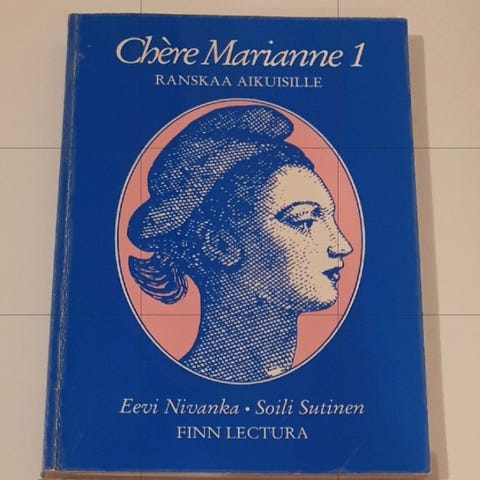 Chère Marianne 1
RANSKAA AIKUISILLE
Eevi Nivanka • Soili Sutinen
FINN LECTURA